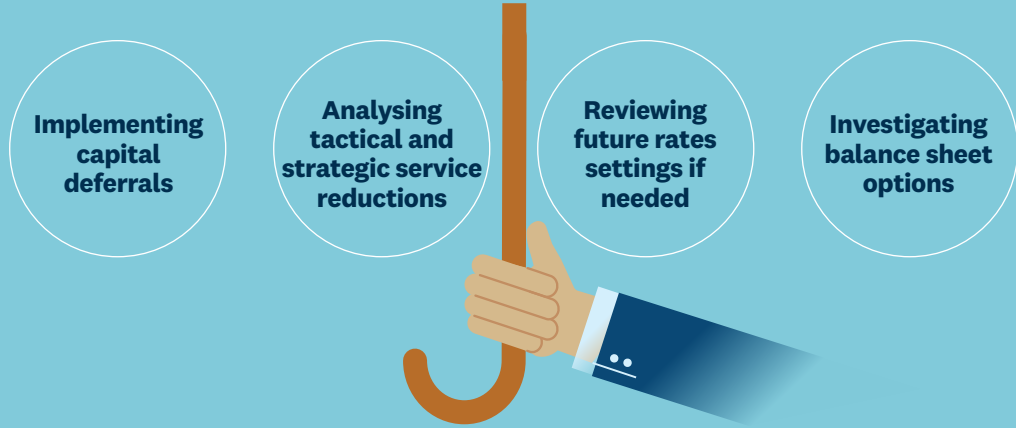 Implementing
capital
deferrals
Analysing
tactical and
strategic service
reductions
Reviewing
future rates
settings if
needed
Investigating
balance sheet
options